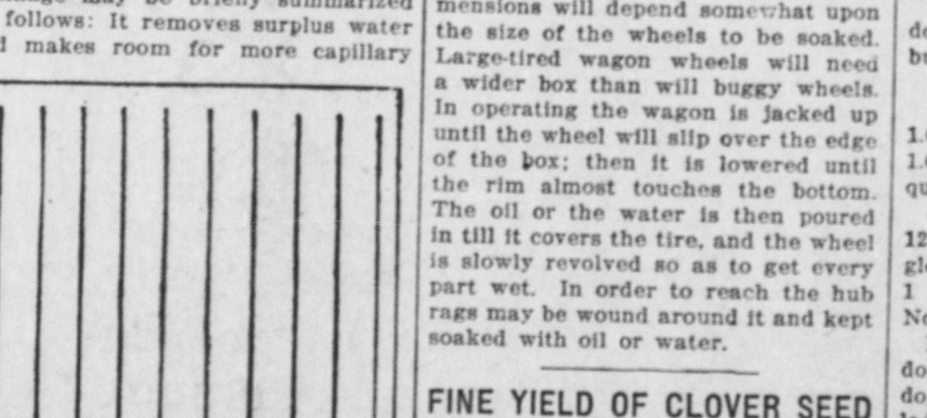 follows: It removes surplus water
makes room for more capillary
mensions will depend somewhat upon
the size of the wheels to be soaked.
Large-tired wagon wheels will need
a wider box than will buggy wheels.
In operating the wagon is jacked up
until the wheel will slip over the edge
of the box; then it is lowered until
the rim almost touches the bottom.
The oil or the water is then poured
in till it covers the tire, and the wheel
is slowly revolved so as to get every
part wet. In order to reach the hub
rags may be wound around it and kept
soaked with oil or water.
FINE YIELD OF CLOVER SEED